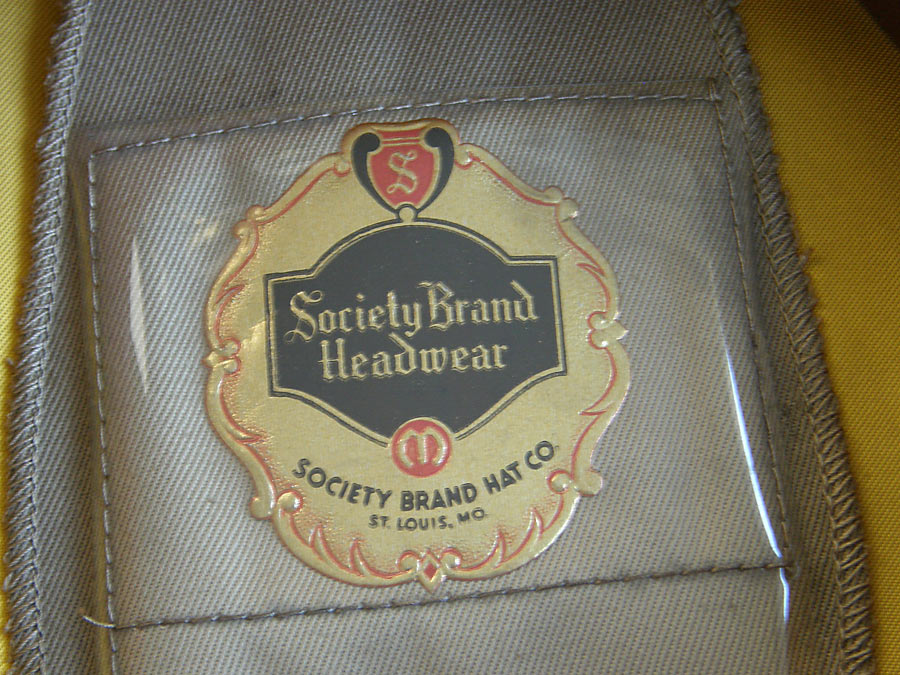 S
Society Brand
Headwear
M
SOCIETY BRAND HAT CO.
ST. LOUIS, MO.